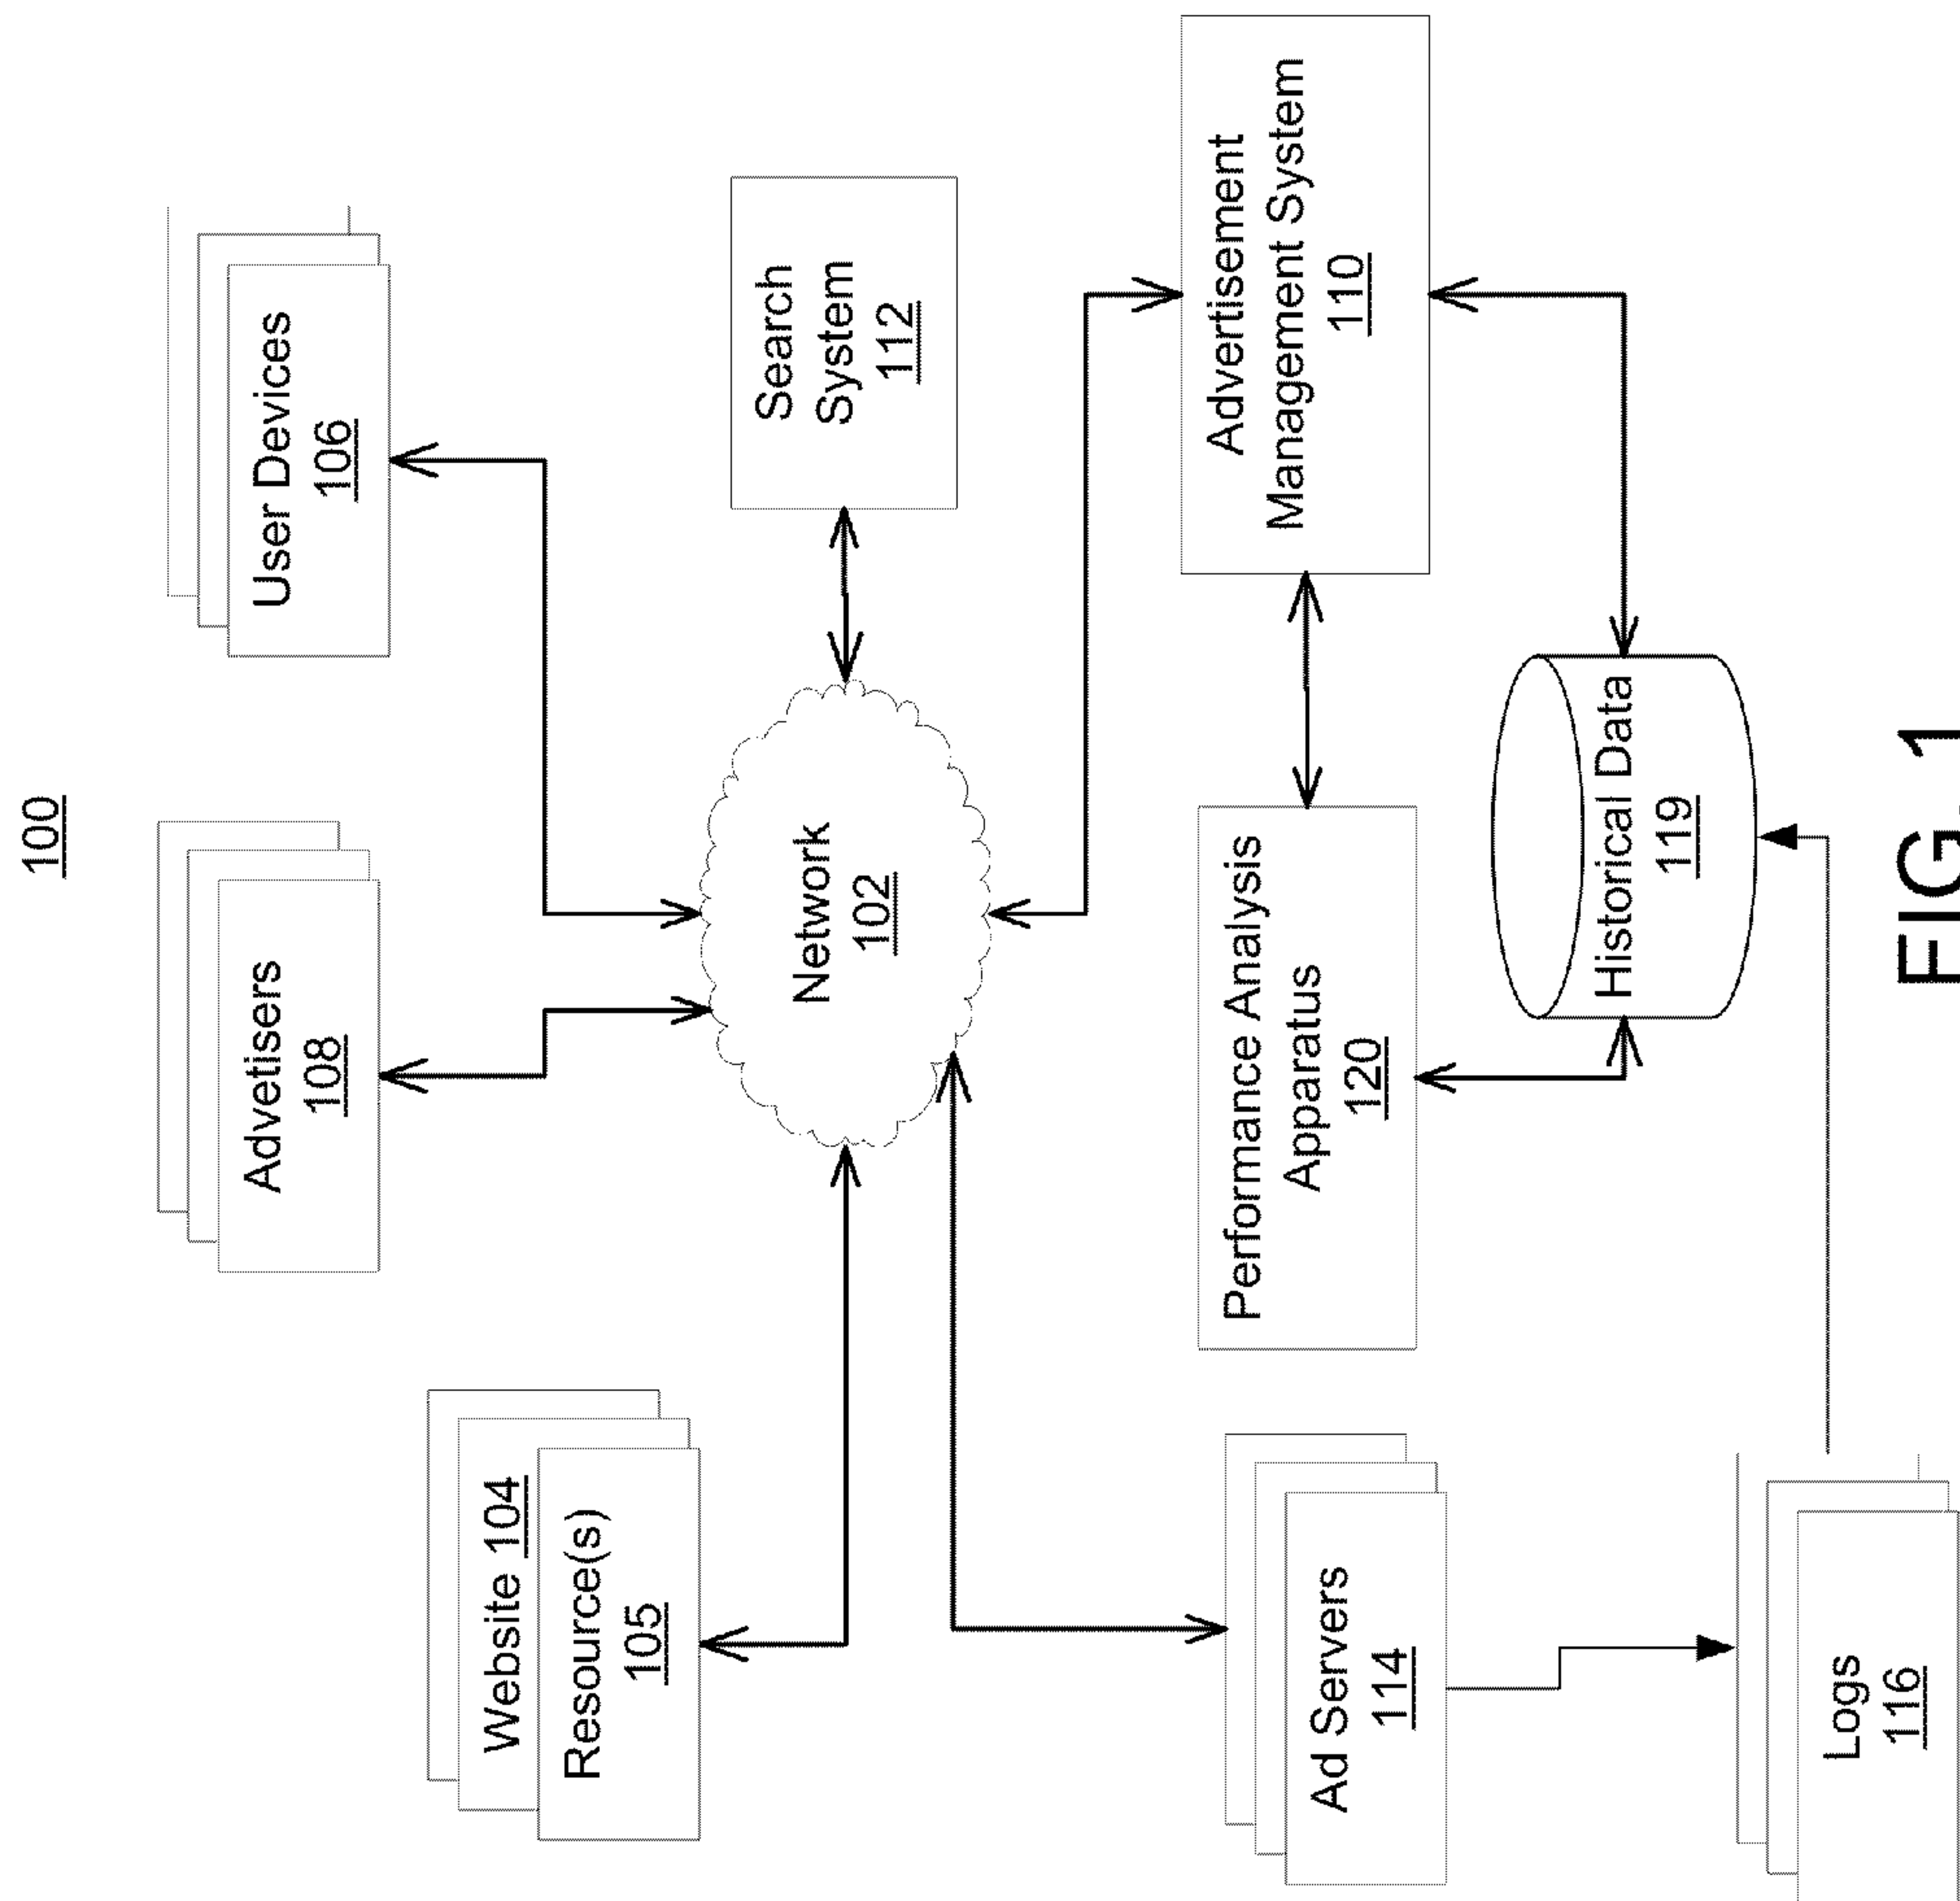 100
Advetisers
108
User Devices
106
Website 104
Resource(s)
105
Network
102
Search
System
112
Ad Servers
114
Performance Analysis
Apparatus
120
Advertisement
Management System
110
Logs
116
Historical Data
119
FIG. 1